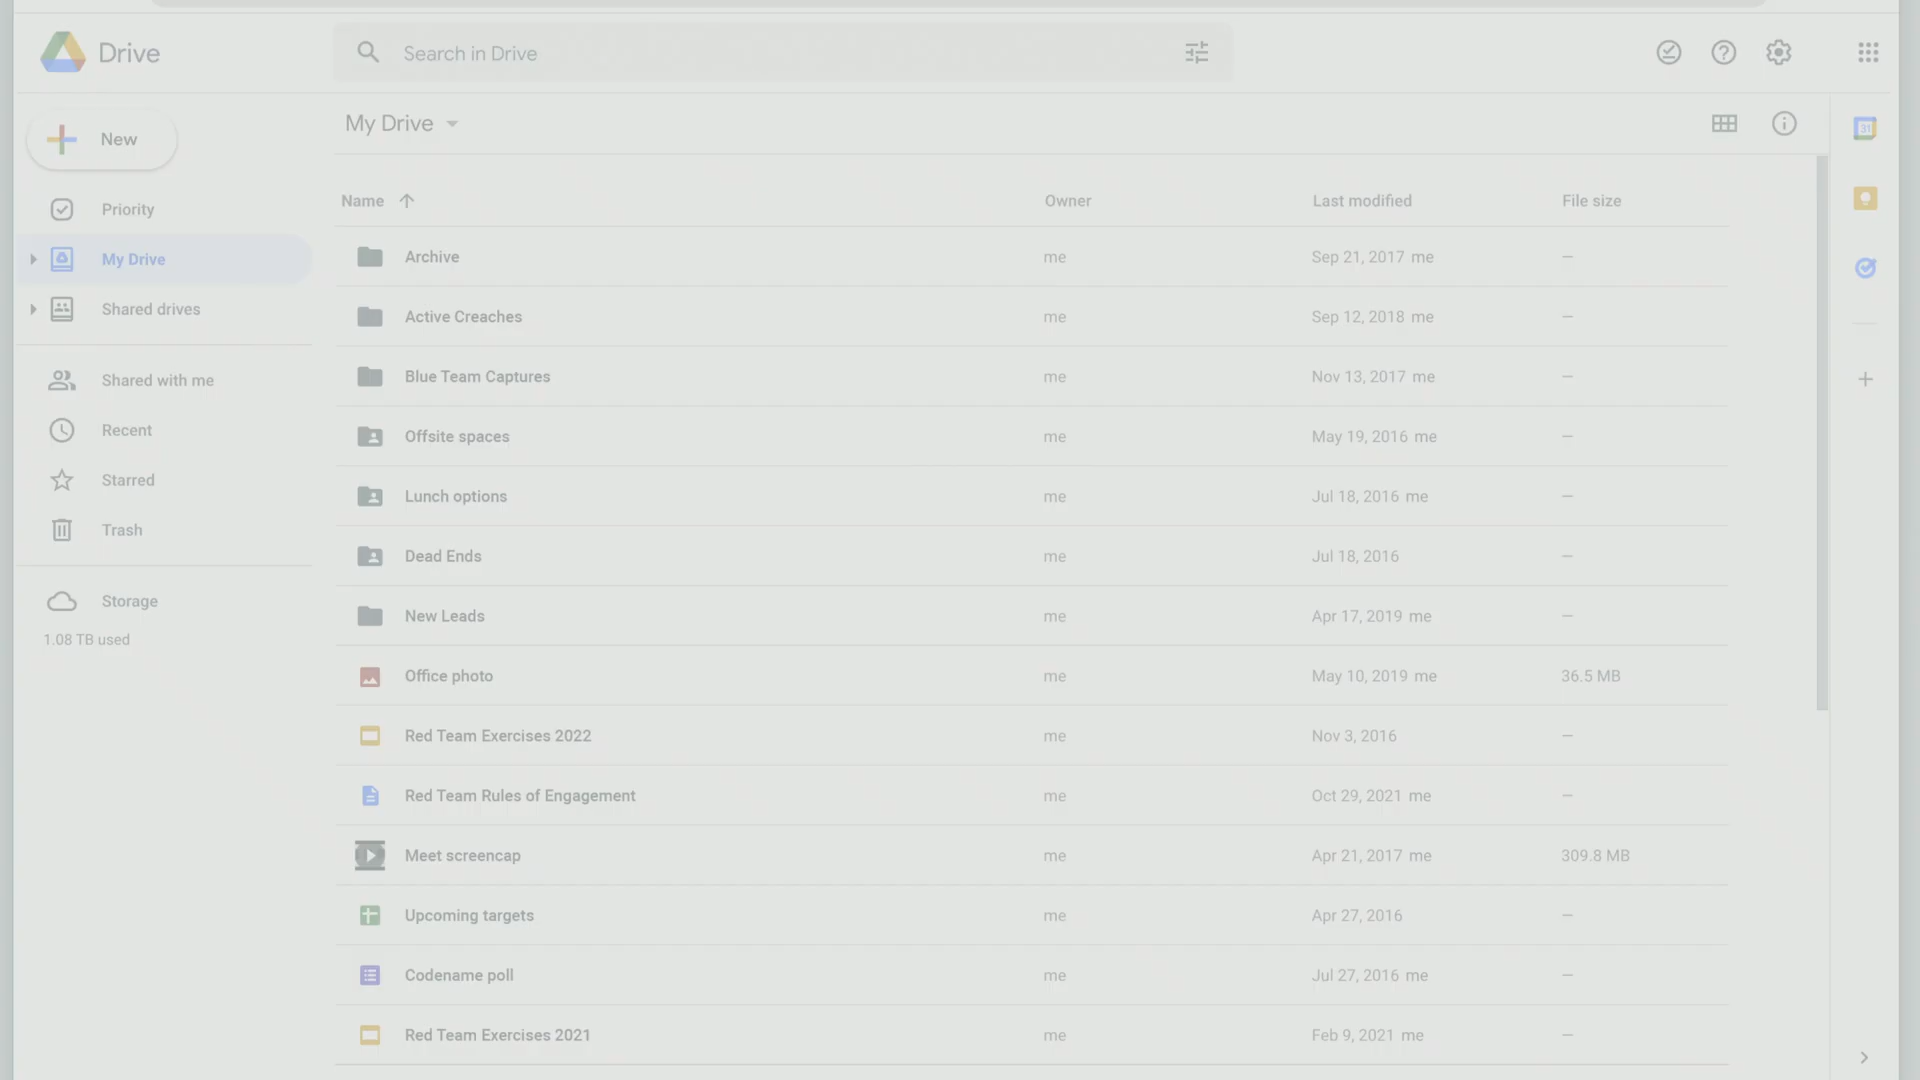 Drive
Search in Drive
New
My Drive
Priority
My Drive
Shared drives
Shared with me
Recent
Starred
Trash
Storage
1.08 TB used
Name Owner Last modified File size
Archive me Sep 21, 2017 me –
Active Creaches me Sep 12, 2018 me –
Blue Team Captures me Nov 13, 2017 me –
Offsite spaces me May 19, 2016 me –
Lunch options me Jul 18, 2016 me –
Dead Ends me Jul 18, 2016 –
New Leads me Apr 17, 2019 me –
Office photo me May 10, 2019 me 36.5 MB
Red Team Exercises 2022 me Nov 3, 2016 –
Red Team Rules of Engagement me Oct 29, 2021 me –
Meet screencap me Apr 21, 2017 me 309.8 MB
Upcoming targets me Apr 27, 2016 –
Codename poll me Jul 27, 2016 me –
Red Team Exercises 2021 me Feb 9, 2021 me –
31